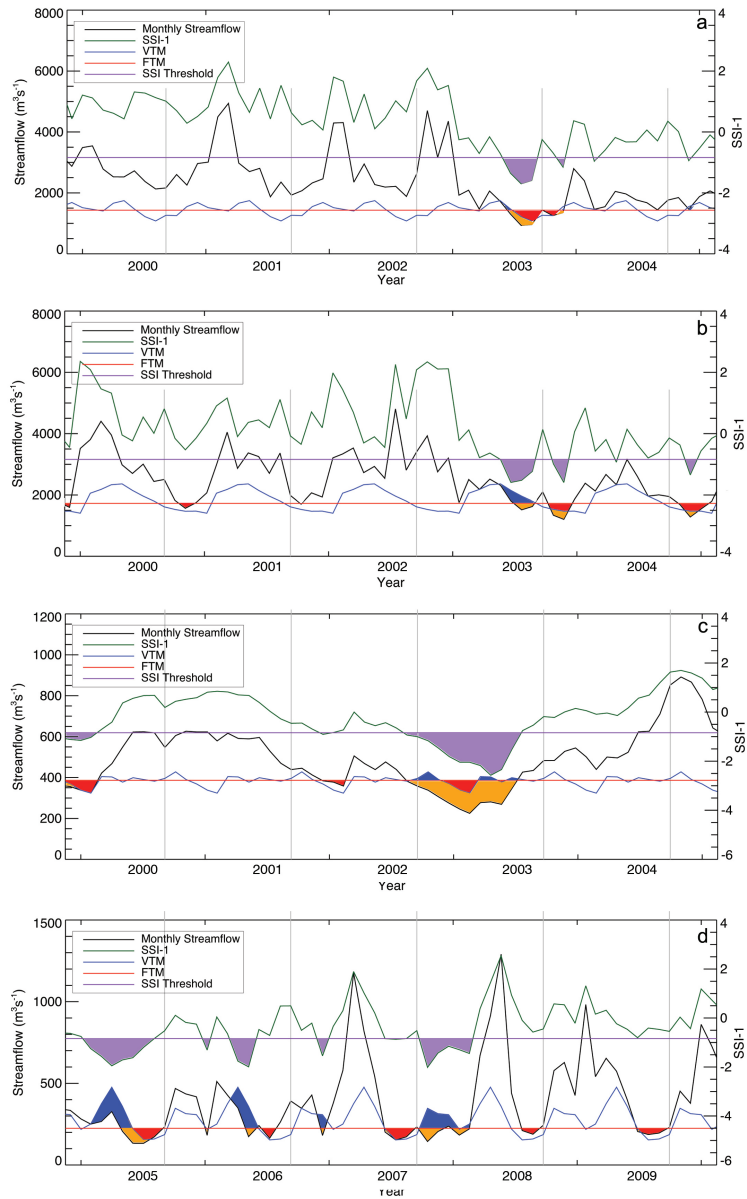 a
8000
6000
4000
2000
0
Streamflow (m³s⁻¹)
Monthly Streamflow
SSI-1
VTM
FTM
SSI Threshold
4
2
0
-2
-4
SSI-1
2000 2001 2002 2003 2004
Year
b
8000
6000
4000
2000
0
Streamflow (m³s⁻¹)
Monthly Streamflow
SSI-1
VTM
FTM
SSI Threshold
4
2
0
-2
-4
SSI-1
2000 2001 2002 2003 2004
Year
c
1200
1000
800
600
400
200
0
Streamflow (m³s⁻¹)
Monthly Streamflow
SSI-1
VTM
FTM
SSI Threshold
4
2
0
-2
-4
-6
SSI-1
2000 2001 2002 2003 2004
Year
d
1500
1000
500
0
Streamflow (m³s⁻¹)
Monthly Streamflow
SSI-1
VTM
FTM
SSI Threshold
4
2
0
-2
-4
-6
SSI-1
2005 2006 2007 2008 2009
Year